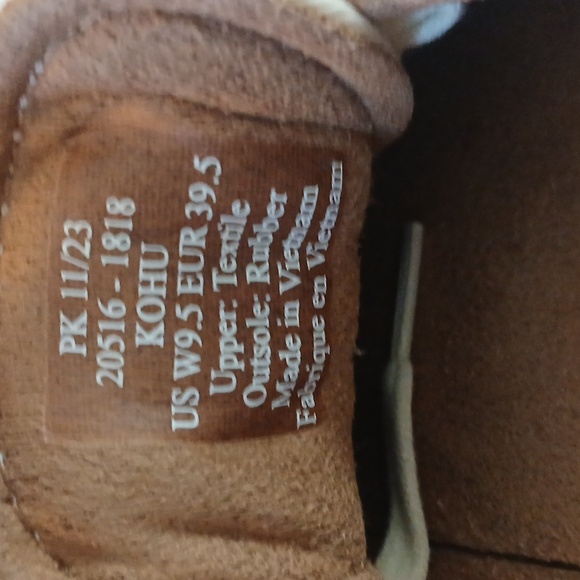 PK 11/23
20516 - 1818
KOHU
US W9.5 EUR 39.5
Upper: Textile
Outsole: Rubber
Made in Vietnam
Fabrique en Vietnam